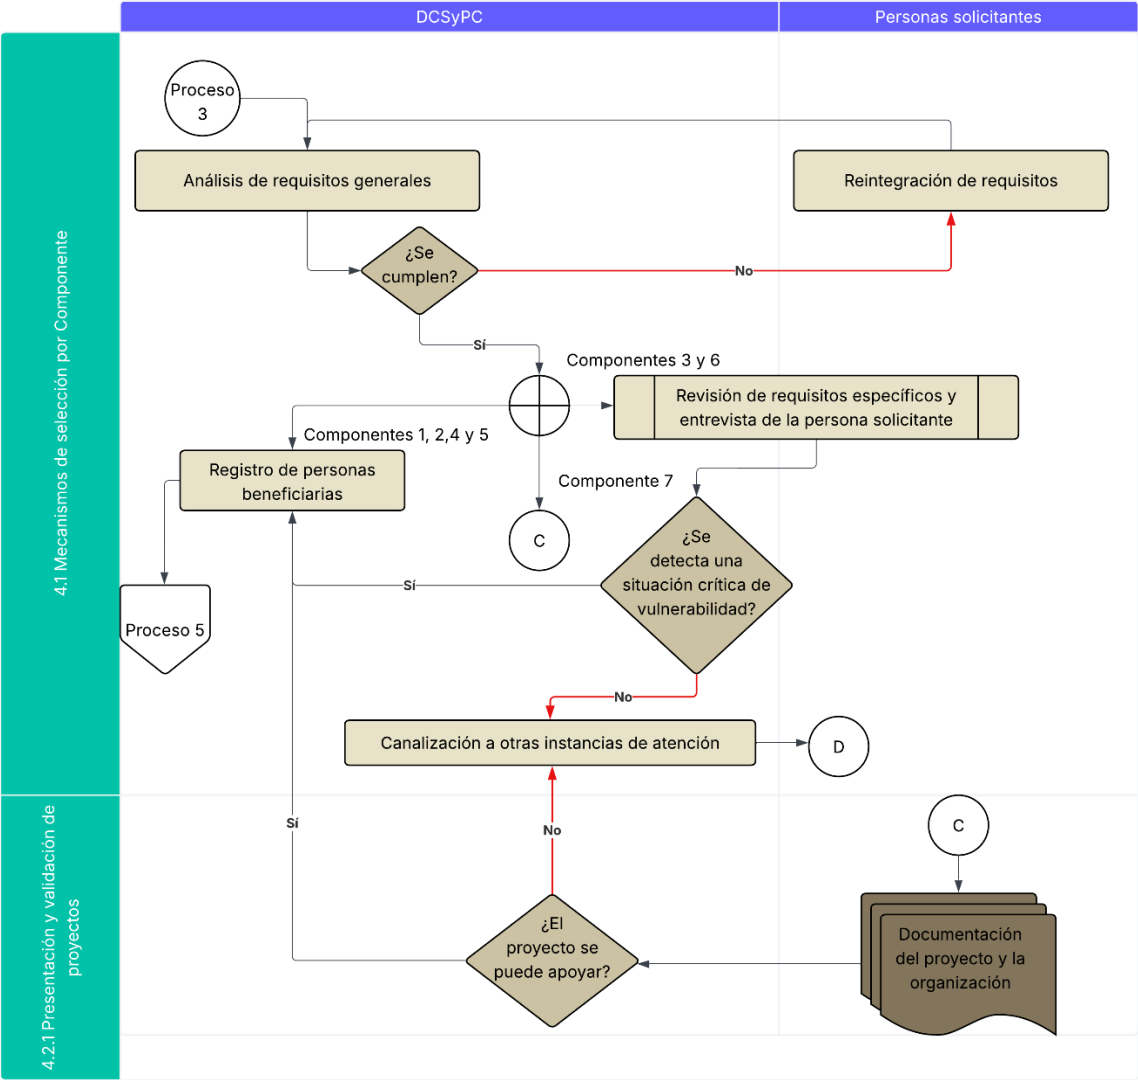 DCSyPC
Personas solicitantes
4.1 Mecanismos de selección por Componente
Proceso
3
Análisis de requisitos generales
Reintegración de requisitos
¿Se
cumplen?
No
Sí
Componentes 3 y 6
Revisión de requisitos específicos y
entrevista de la persona solicitante
Componentes 1, 2,4 y 5
Registro de personas
beneficiarias
Componente 7
C
¿Se
detecta una
situación crítica de
vulnerabilidad?
Sí
Proceso 5
No
Canalización a otras instancias de atención
D
4.2.1 Presentación y validación de
proyectos
Sí
No
C
¿El
proyecto se
puede apoyar?
Documentación
del proyecto y la
organización